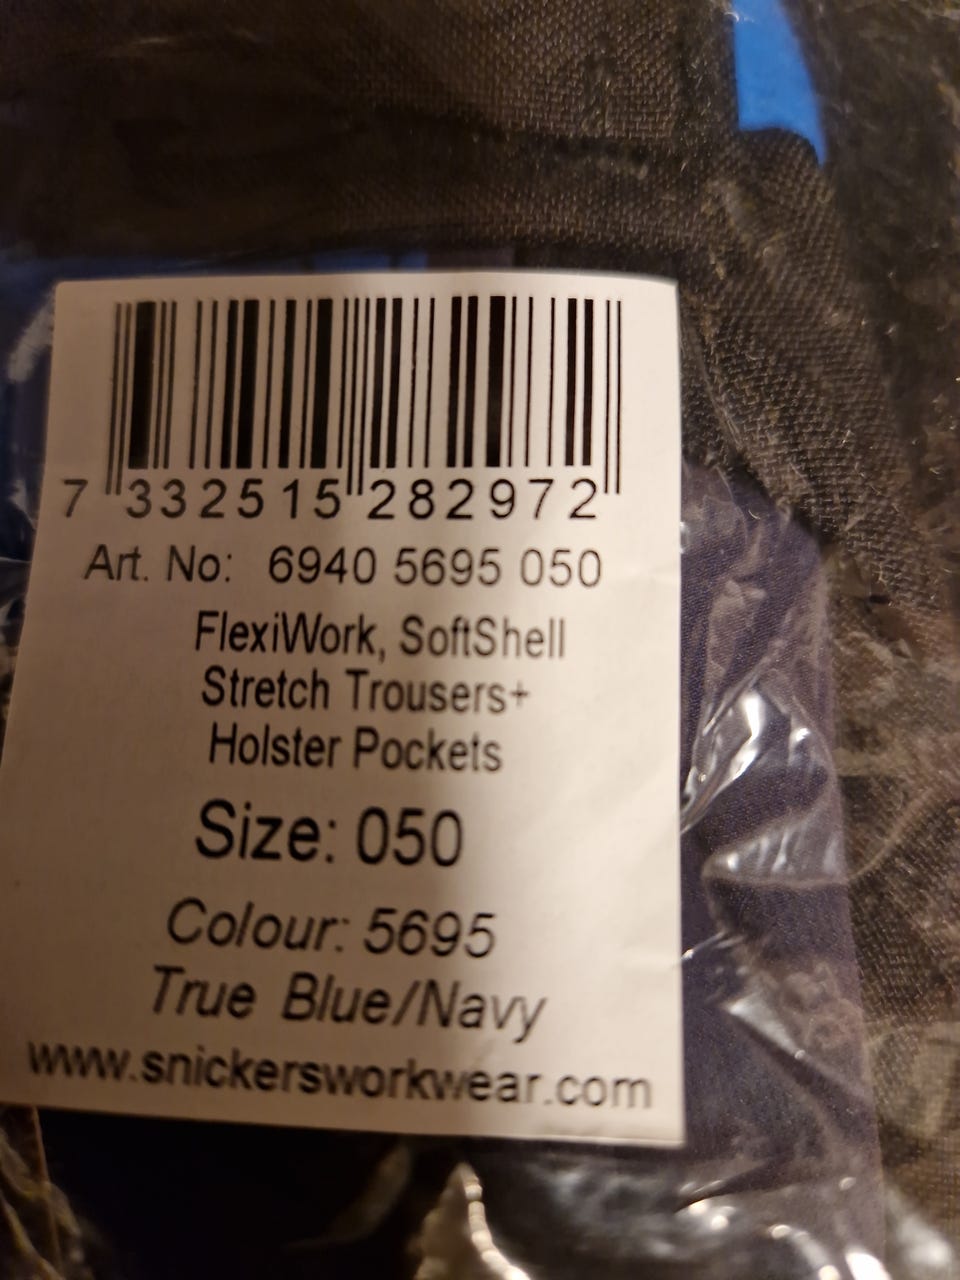 7 332515 282972
Art. No: 6940 5695 050
FlexiWork, SoftShell
Stretch Trousers+
Holster Pockets
Size: 050
Colour: 5695
True Blue/Navy
www.snickersworkwear.com